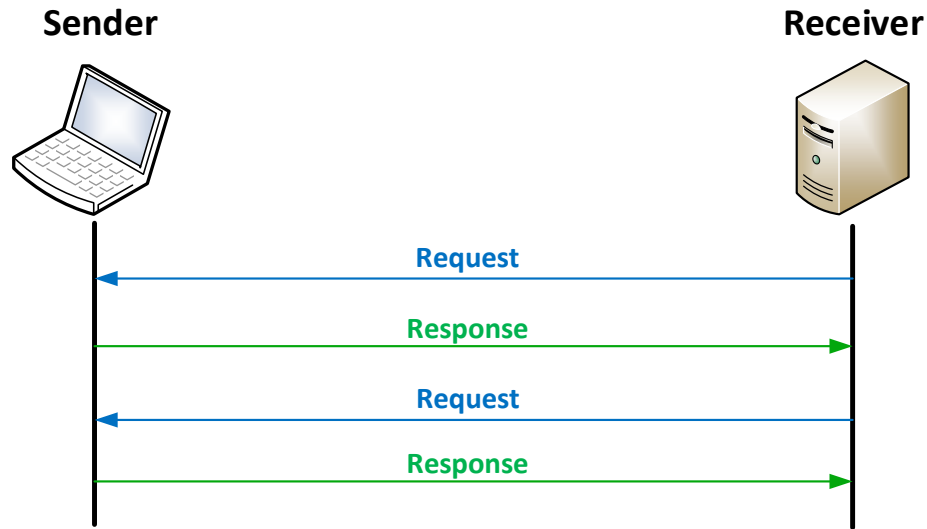 Sender
Receiver
Request
Response
Request
Response